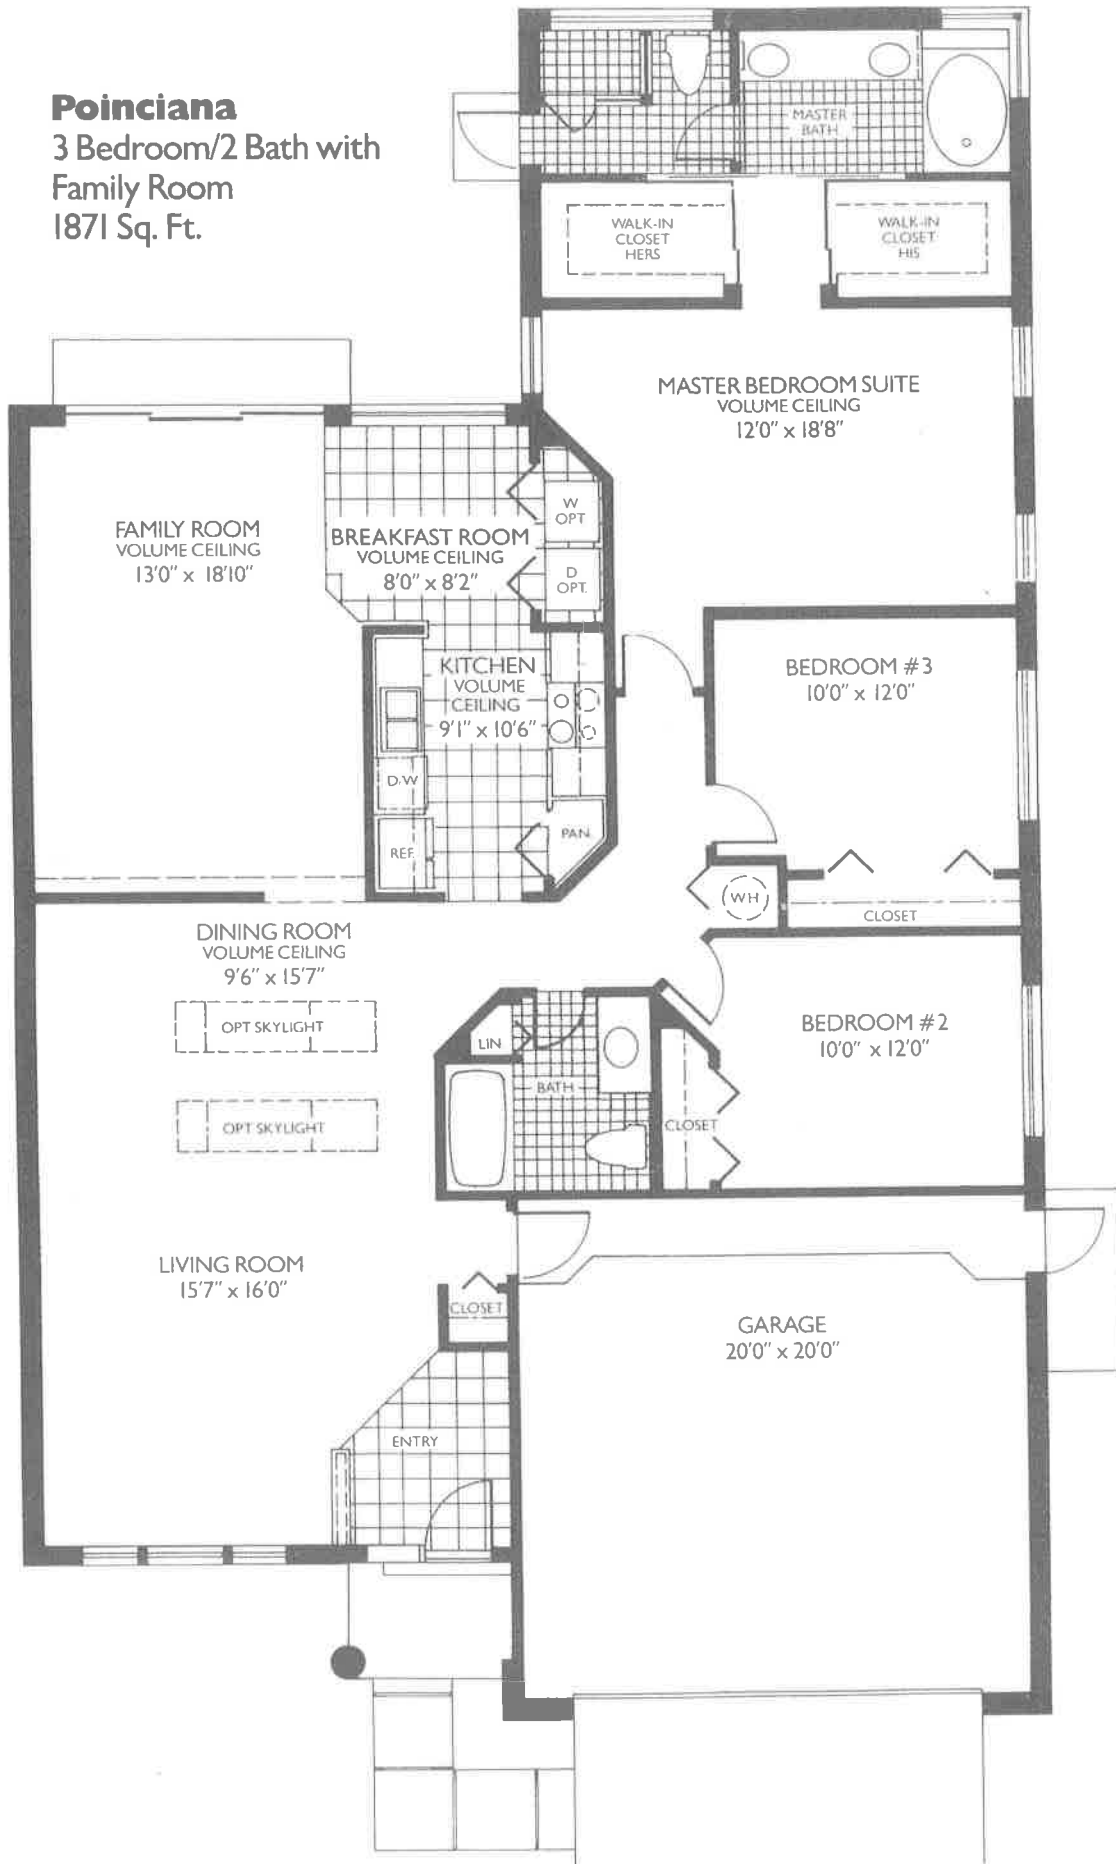 Poinciana
3 Bedroom/2 Bath with
Family Room
1871 Sq. Ft.
MASTER
BATH
WALK-IN
CLOSET
HERS
WALK-IN
CLOSET
HIS
MASTER BEDROOM SUITE
VOLUME CEILING
12'0" x 18'8"
FAMILY ROOM
VOLUME CEILING
13'0" x 18'10"
BREAKFAST ROOM
VOLUME CEILING
8'0" x 8'2"
W
OPT
D
OPT.
KITCHEN
VOLUME
CEILING
9'1" x 10'6"
D.W
REF.
PAN.
BEDROOM #3
10'0" x 12'0"
WH
CLOSET
DINING ROOM
VOLUME CEILING
9'6" x 15'7"
OPT SKYLIGHT
OPT SKYLIGHT
LIN
BATH
CLOSET
BEDROOM #2
10'0" x 12'0"
LIVING ROOM
15'7" x 16'0"
CLOSET
ENTRY
GARAGE
20'0" x 20'0"